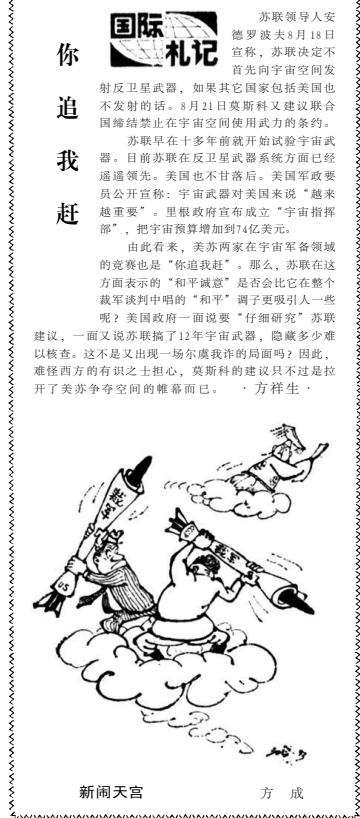 国际
札记
你追我赶
苏联领导人安
德罗波夫8月18日
宣称，苏联决定不
首先向宇宙空间发
射反卫星武器，如果其它国家包括美国也
不发射的话。8月21日莫斯科又建议联合
国缔结禁止在宇宙空间使用武力的条约。
苏联早在十多年前就开始试验宇宙武
器。目前苏联在反卫星武器系统方面已经
遥遥领先。美国也不甘落后。美国军政要
员公开宣称：宇宙武器对美国来说“越来
越重要”。里根政府宣布成立“宇宙指挥
部”，把宇宙预算增加到74亿美元。
由此看来，美苏两家在宇宙军备领域
的竞赛也是“你追我赶”。那么，苏联在这
方面表示的“和平诚意”是否会比它在整个
裁军谈判中唱的“和平”调子更吸引人一些
呢？美国政府一面说要“仔细研究”苏联
建议，一面又说苏联搞了12年宇宙武器，隐藏多少难
以核查。这不是又出现一场尔虞我诈的局面吗？因此，
难怪西方的有识之士担心，莫斯科的建议只不过是拉
开了美苏争夺空间的帷幕而已。 ·方祥生·
裁军
裁军
US
新闹天宫 方 成